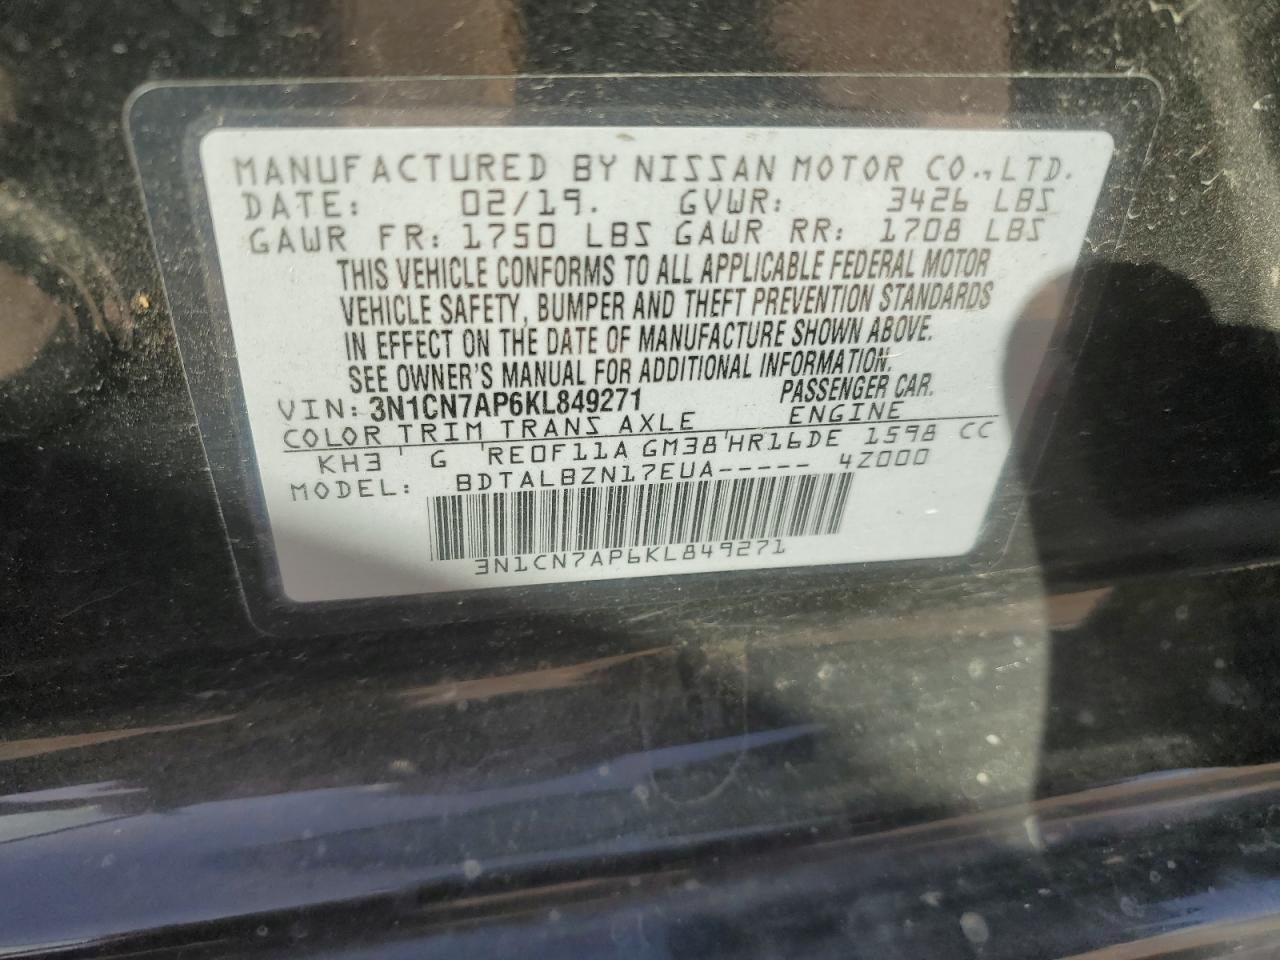 MANUFACTURED BY NISSAN MOTOR CO.,LTD.
DATE: 02/19. GVWR: 3426 LBS
GAWR FR: 1750 LBS GAWR RR: 1708 LBS
THIS VEHICLE CONFORMS TO ALL APPLICABLE FEDERAL MOTOR
VEHICLE SAFETY, BUMPER AND THEFT PREVENTION STANDARDS
IN EFFECT ON THE DATE OF MANUFACTURE SHOWN ABOVE.
SEE OWNER'S MANUAL FOR ADDITIONAL INFORMATION.
VIN: 3N1CN7AP6KL849271 PASSENGER CAR.
COLOR TRIM TRANS AXLE ENGINE
KH3 ' G 'RE0F11A GM38'HR16DE 1598 CC
MODEL: BDTALBZN17EUA----- 4Z000
3N1CN7AP6KL849271